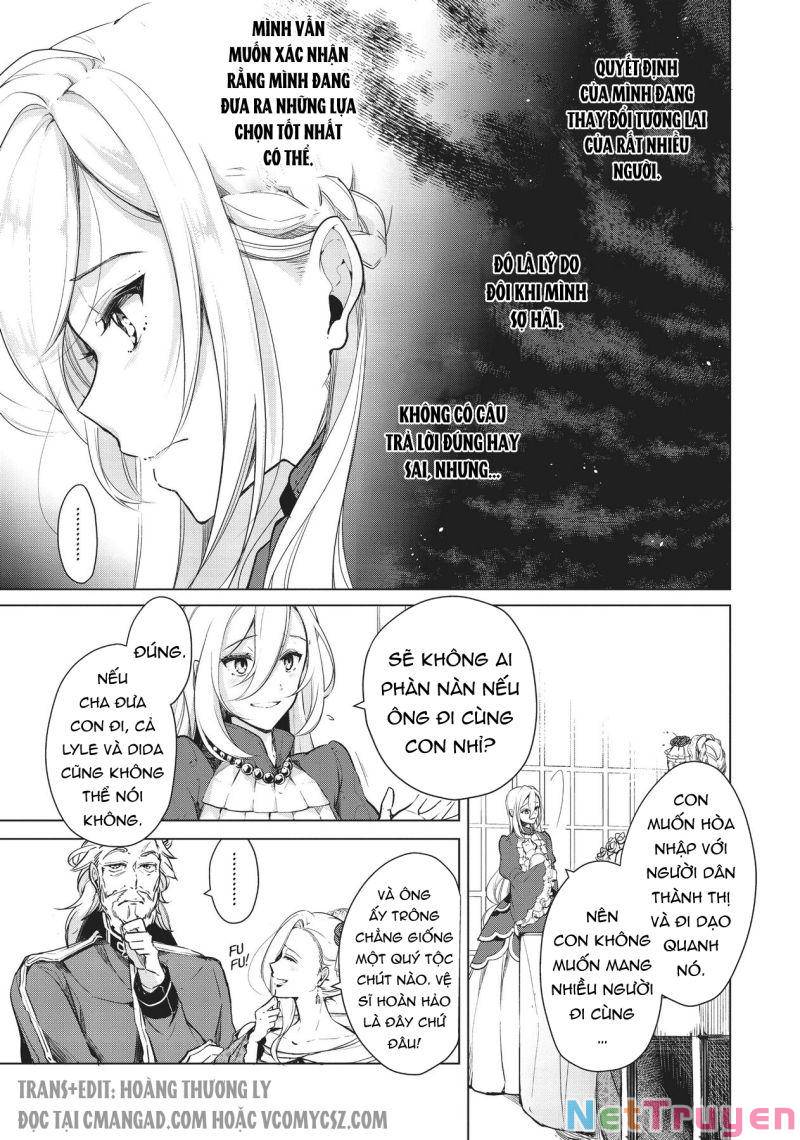 QUYẾT ĐỊNH
CỦA MÌNH ĐANG
THAY ĐỔI TƯƠNG LAI
CỦA RẤT NHIỀU
NGƯỜI.
ĐÓ LÀ LÝ DO
ĐÔI KHI MÌNH
SỢ HÃI.
KHÔNG CÓ CÂU
TRẢ LỜI ĐÚNG HAY
SAI, NHƯNG...
MÌNH VẪN
MUỐN XÁC NHẬN
RẰNG MÌNH ĐANG
ĐƯA RA NHỮNG LỰA
CHỌN TỐT NHẤT
CÓ THỂ.
.........
CON
MUỐN HÒA
NHẬP VỚI
NGƯỜI DÂN
THÀNH THỊ
VÀ ĐI DẠO
QUANH
NÓ.
NÊN
CON KHÔNG
MUỐN MANG
NHIỀU NGƯỜI ĐI
CÙNG
...
SẼ KHÔNG AI
PHÀN NÀN NẾU
ÔNG ĐI CÙNG
CON NHỈ?
ĐÚNG.
NẾU
CHA ĐƯA
CON ĐI, CẢ
LYLE VÀ DIDA
CŨNG KHÔNG
THỂ NÓI
KHÔNG.
VÀ ÔNG
ẤY TRÔNG
CHẲNG GIỐNG
MỘT QUÝ TỘC
CHÚT NÀO. VỆ
SĨ HOÀN HẢO
LÀ ĐÂY CHỨ
ĐÂU!
FU
FU!
......
TRANS+EDIT: HOÀNG THƯƠNG LY
ĐỌC TẠI CMANGAD.COM HOẶC VCOMYCSZ.COM
NetTruyen